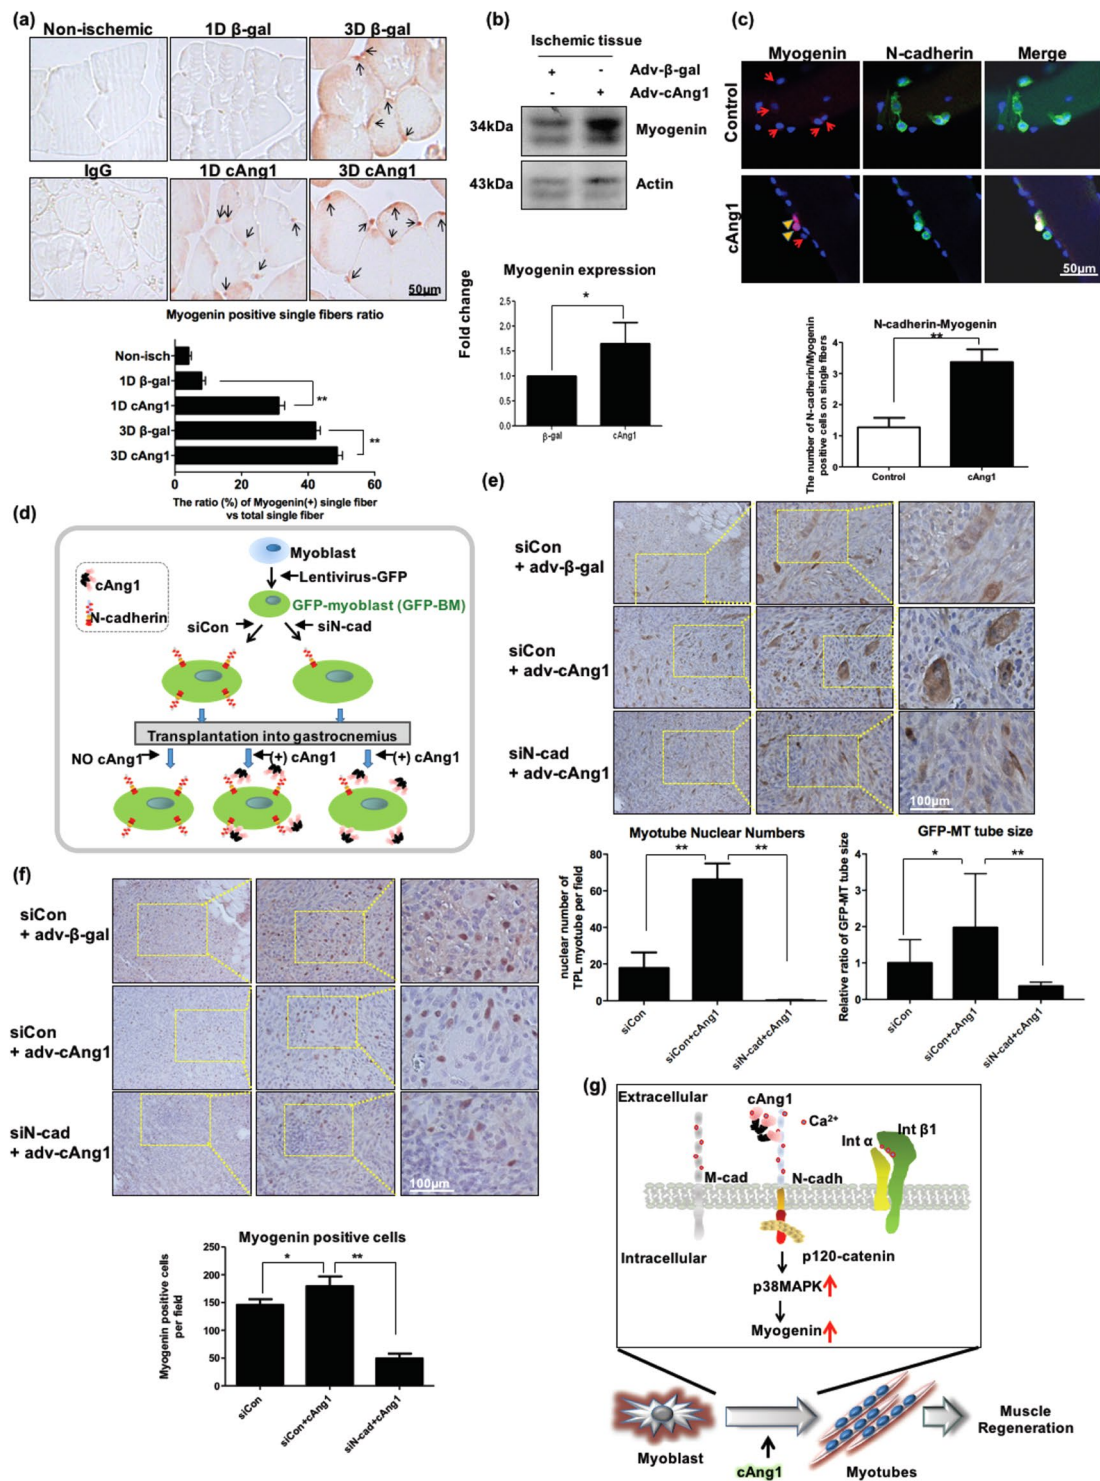 (a)
Non-ischemic 1D β-gal 3D β-gal
IgG 1D cAng1 3D cAng1
50μm
Myogenin positive single fibers ratio
Non-isch
1D β-gal
1D cAng1
3D β-gal
3D cAng1
**
**
0 20 40 60
The ratio (%) of Myogenin(+) single fiber
vs total single fiber
(b)
Ischemic tissue
+ - Adv-β-gal
- + Adv-cAng1
34kDa Myogenin
43kDa Actin
Myogenin expression
Fold change
*
2.5
2.0
1.5
1.0
0.5
0.0
β-gal cAng1
(c)
Myogenin N-cadherin Merge
Control
cAng1
50μm
N-cadherin-Myogenin
**
The number of N-cadherin/Myogenin
positive cells on single fibers
4
3
2
1
0
Control cAng1
(d)
Myoblast
Lentivirus-GFP
GFP-myoblast (GFP-BM)
cAng1
N-cadherin
siCon siN-cad
Transplantation into gastrocnemius
NO cAng1 (+) cAng1 (+) cAng1
(e)
siCon
+ adv-β-gal
siCon
+ adv-cAng1
siN-cad
+ adv-cAng1
100μm
Myotube Nuclear Numbers
** **
nuclear number of
TPL myotube per field
80
60
40
20
0
siCon siCon+cAng1 siN-cad+cAng1
GFP-MT tube size
* **
Relative ratio of GFP-MT tube size
4
3
2
1
0
siCon siCon+cAng1 siN-cad+cAng1
(f)
siCon
+ adv-β-gal
siCon
+ adv-cAng1
siN-cad
+ adv-cAng1
100μm
Myogenin positive cells
* **
Myogenin positive cells
per field
250
200
150
100
50
0
siCon siCon+cAng1 siN-cad+cAng1
(g)
Extracellular
cAng1
Ca²⁺
Int α Int β1
M-cad N-cadh
Intracellular
p120-catenin
p38MAPK
Myogenin
Myoblast
cAng1
Myotubes
Muscle
Regeneration